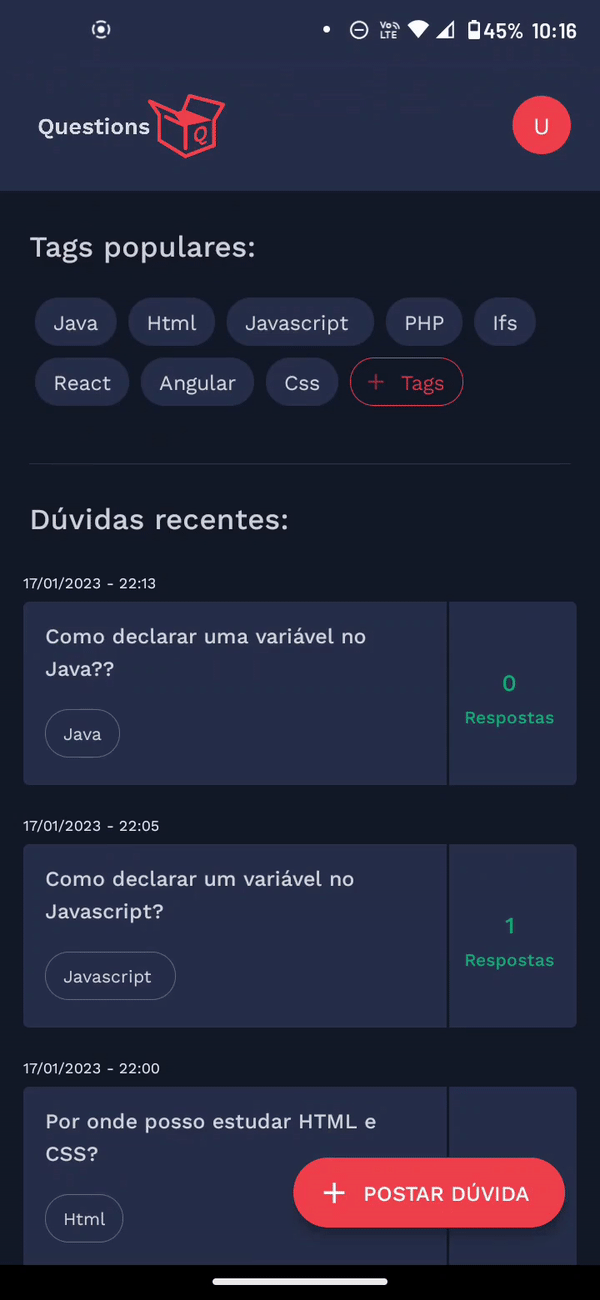 Vo)) LTE 45% 10:16
Questions Q U
Tags populares:
Java Html Javascript PHP Ifs
React Angular Css + Tags
Dúvidas recentes:
17/01/2023 - 22:13
Como declarar uma variável no
Java??
0
Respostas
Java
17/01/2023 - 22:05
Como declarar um variável no
Javascript?
1
Respostas
Javascript
17/01/2023 - 22:00
Por onde posso estudar HTML e
CSS?
+ POSTAR DÚVIDA
Html